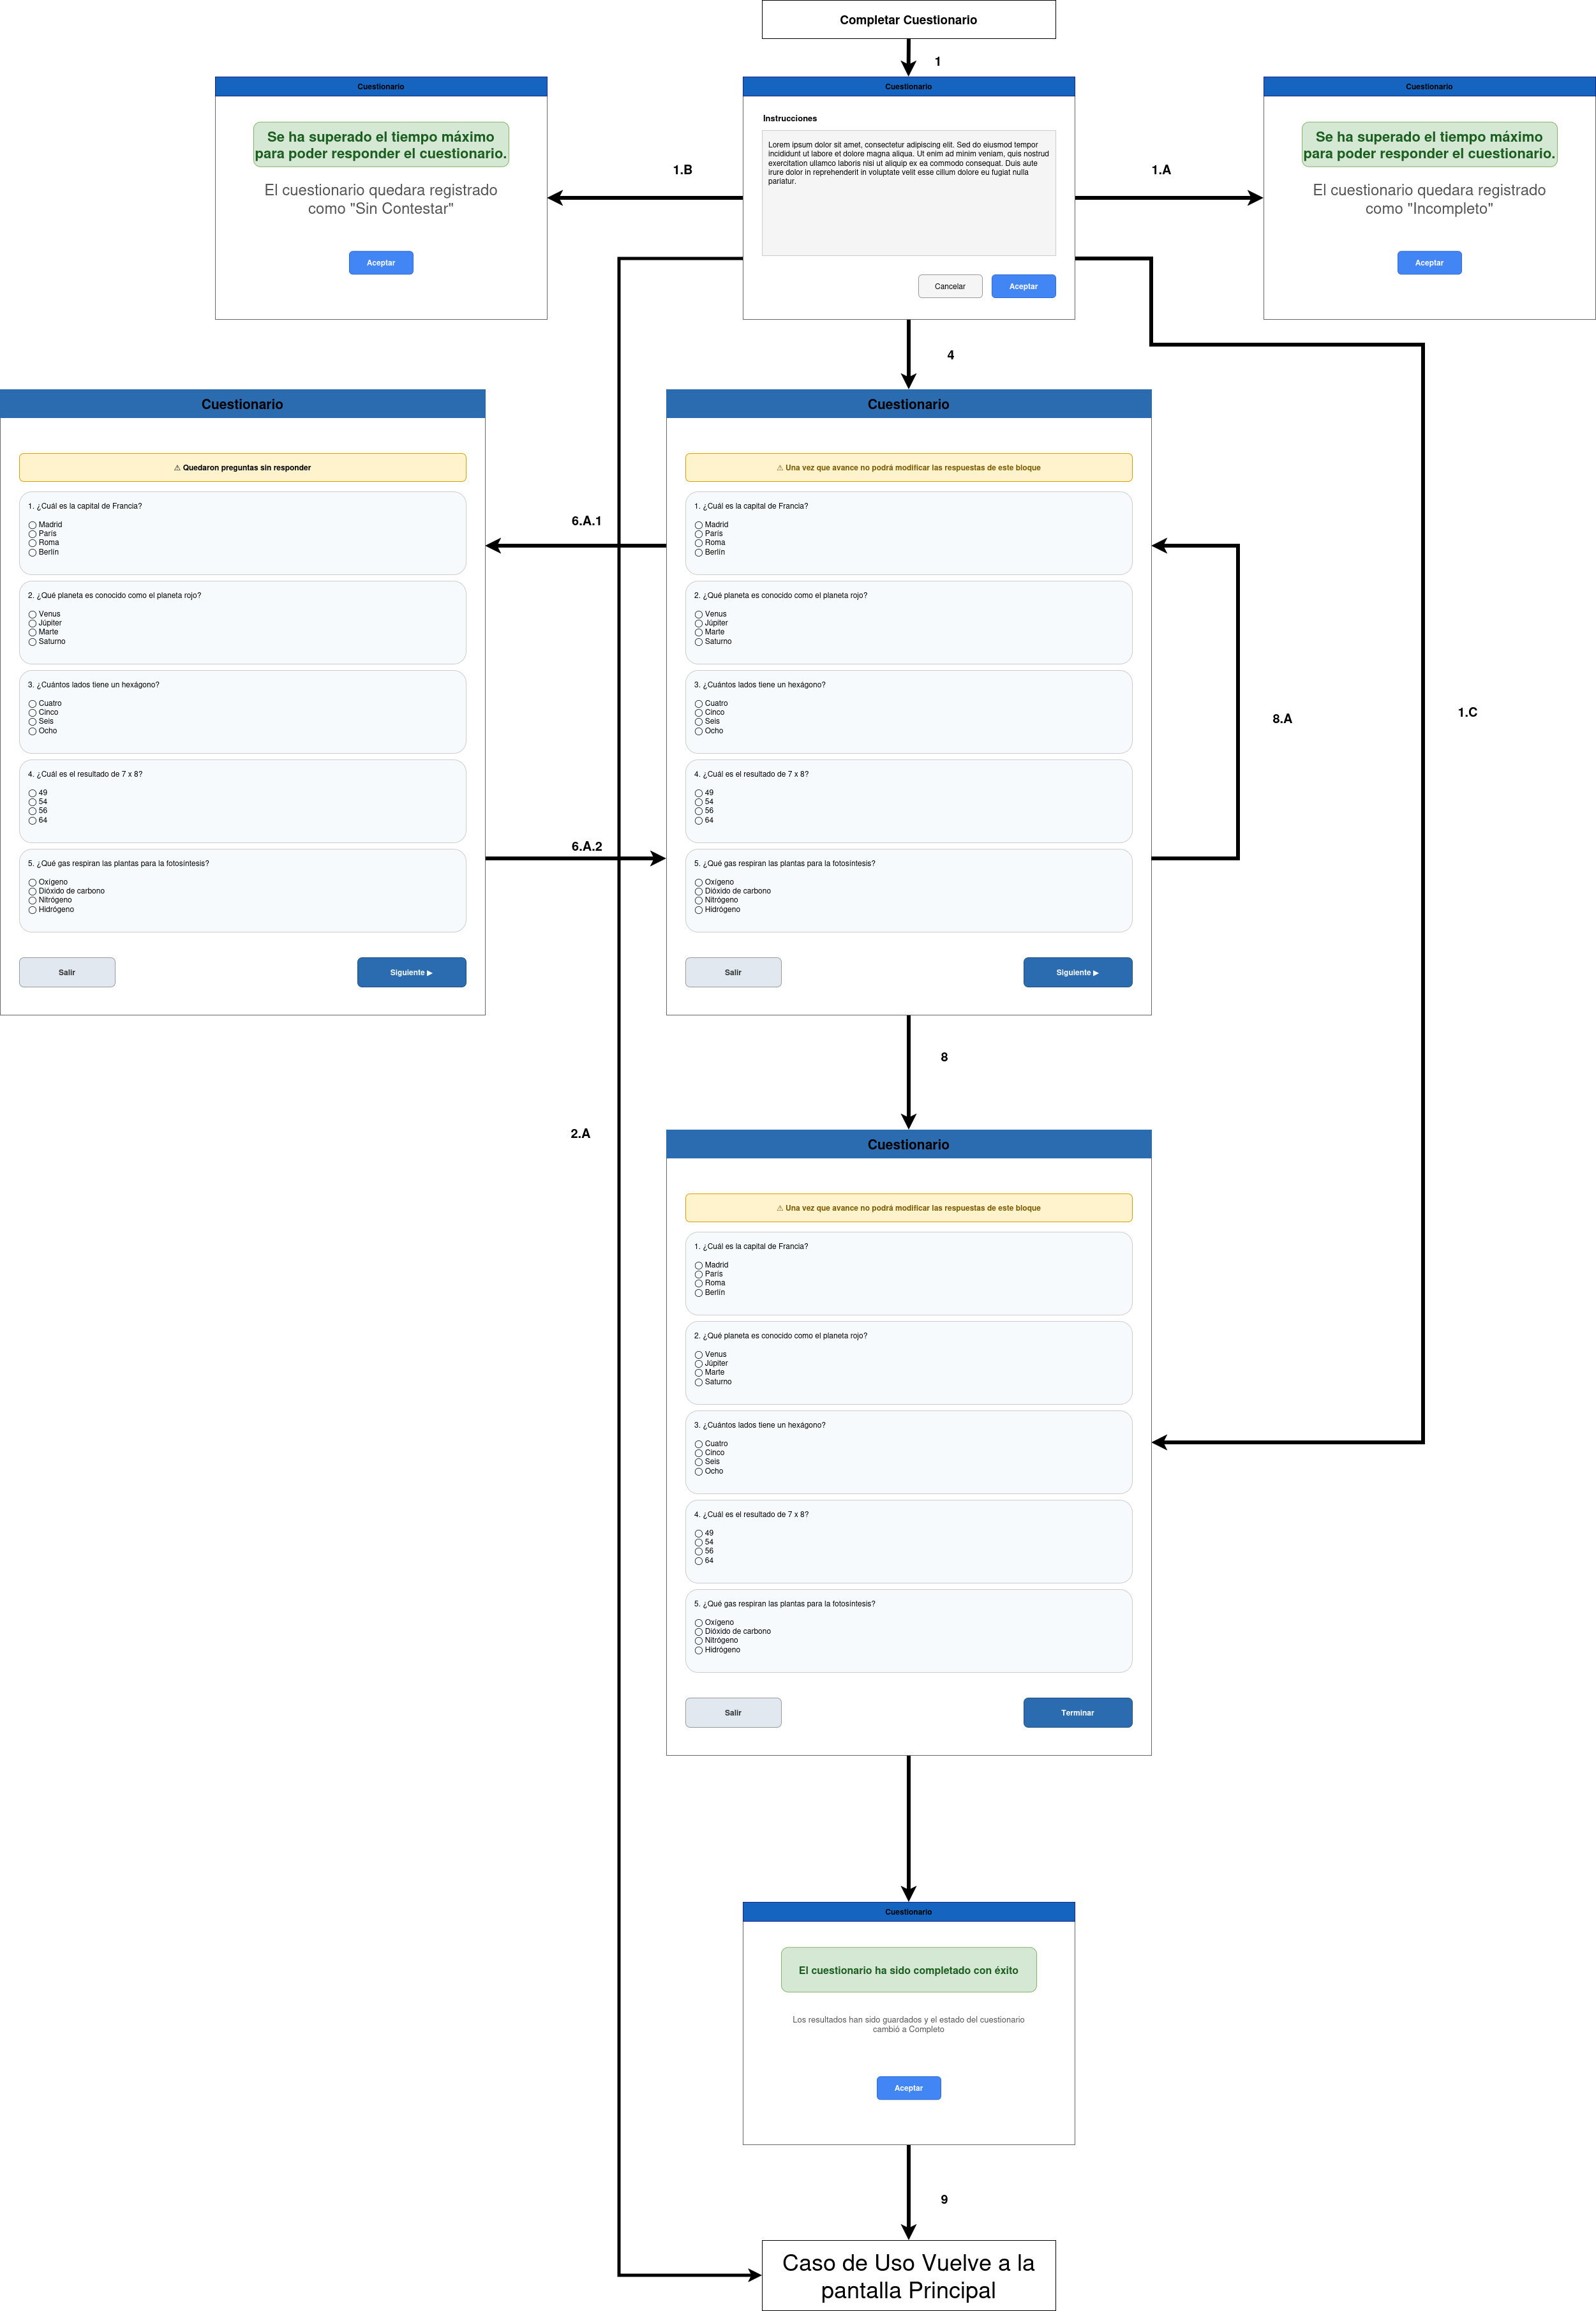 Completar Cuestionario
1
Cuestionario
Se ha superado el tiempo máximo
para poder responder el cuestionario.
El cuestionario quedara registrado
como "Sin Contestar"
Aceptar
1.B
Cuestionario
Instrucciones
Lorem ipsum dolor sit amet, consectetur adipiscing elit. Sed do eiusmod tempor
incididunt ut labore et dolore magna aliqua. Ut enim ad minim veniam, quis nostrud
exercitation ullamco laboris nisi ut aliquip ex ea commodo consequat. Duis aute
irure dolor in reprehenderit in voluptate velit esse cillum dolore eu fugiat nulla
pariatur.
Cancelar
Aceptar
1.A
Cuestionario
Se ha superado el tiempo máximo
para poder responder el cuestionario.
El cuestionario quedara registrado
como "Incompleto"
Aceptar
4
Cuestionario
⚠ Quedaron preguntas sin responder
1. ¿Cuál es la capital de Francia?
◯ Madrid
◯ París
◯ Roma
◯ Berlín
2. ¿Qué planeta es conocido como el planeta rojo?
◯ Venus
◯ Júpiter
◯ Marte
◯ Saturno
3. ¿Cuántos lados tiene un hexágono?
◯ Cuatro
◯ Cinco
◯ Seis
◯ Ocho
4. ¿Cuál es el resultado de 7 x 8?
◯ 49
◯ 54
◯ 56
◯ 64
5. ¿Qué gas respiran las plantas para la fotosíntesis?
◯ Oxígeno
◯ Dióxido de carbono
◯ Nitrógeno
◯ Hidrógeno
Salir
Siguiente ▶
6.A.1
6.A.2
Cuestionario
⚠ Una vez que avance no podrá modificar las respuestas de este bloque
1. ¿Cuál es la capital de Francia?
◯ Madrid
◯ París
◯ Roma
◯ Berlín
2. ¿Qué planeta es conocido como el planeta rojo?
◯ Venus
◯ Júpiter
◯ Marte
◯ Saturno
3. ¿Cuántos lados tiene un hexágono?
◯ Cuatro
◯ Cinco
◯ Seis
◯ Ocho
4. ¿Cuál es el resultado de 7 x 8?
◯ 49
◯ 54
◯ 56
◯ 64
5. ¿Qué gas respiran las plantas para la fotosíntesis?
◯ Oxígeno
◯ Dióxido de carbono
◯ Nitrógeno
◯ Hidrógeno
Salir
Siguiente ▶
8.A
1.C
8
2.A
Cuestionario
⚠ Una vez que avance no podrá modificar las respuestas de este bloque
1. ¿Cuál es la capital de Francia?
◯ Madrid
◯ París
◯ Roma
◯ Berlín
2. ¿Qué planeta es conocido como el planeta rojo?
◯ Venus
◯ Júpiter
◯ Marte
◯ Saturno
3. ¿Cuántos lados tiene un hexágono?
◯ Cuatro
◯ Cinco
◯ Seis
◯ Ocho
4. ¿Cuál es el resultado de 7 x 8?
◯ 49
◯ 54
◯ 56
◯ 64
5. ¿Qué gas respiran las plantas para la fotosíntesis?
◯ Oxígeno
◯ Dióxido de carbono
◯ Nitrógeno
◯ Hidrógeno
Salir
Terminar
Cuestionario
El cuestionario ha sido completado con éxito
Los resultados han sido guardados y el estado del cuestionario
cambió a Completo
Aceptar
9
Caso de Uso Vuelve a la
pantalla Principal